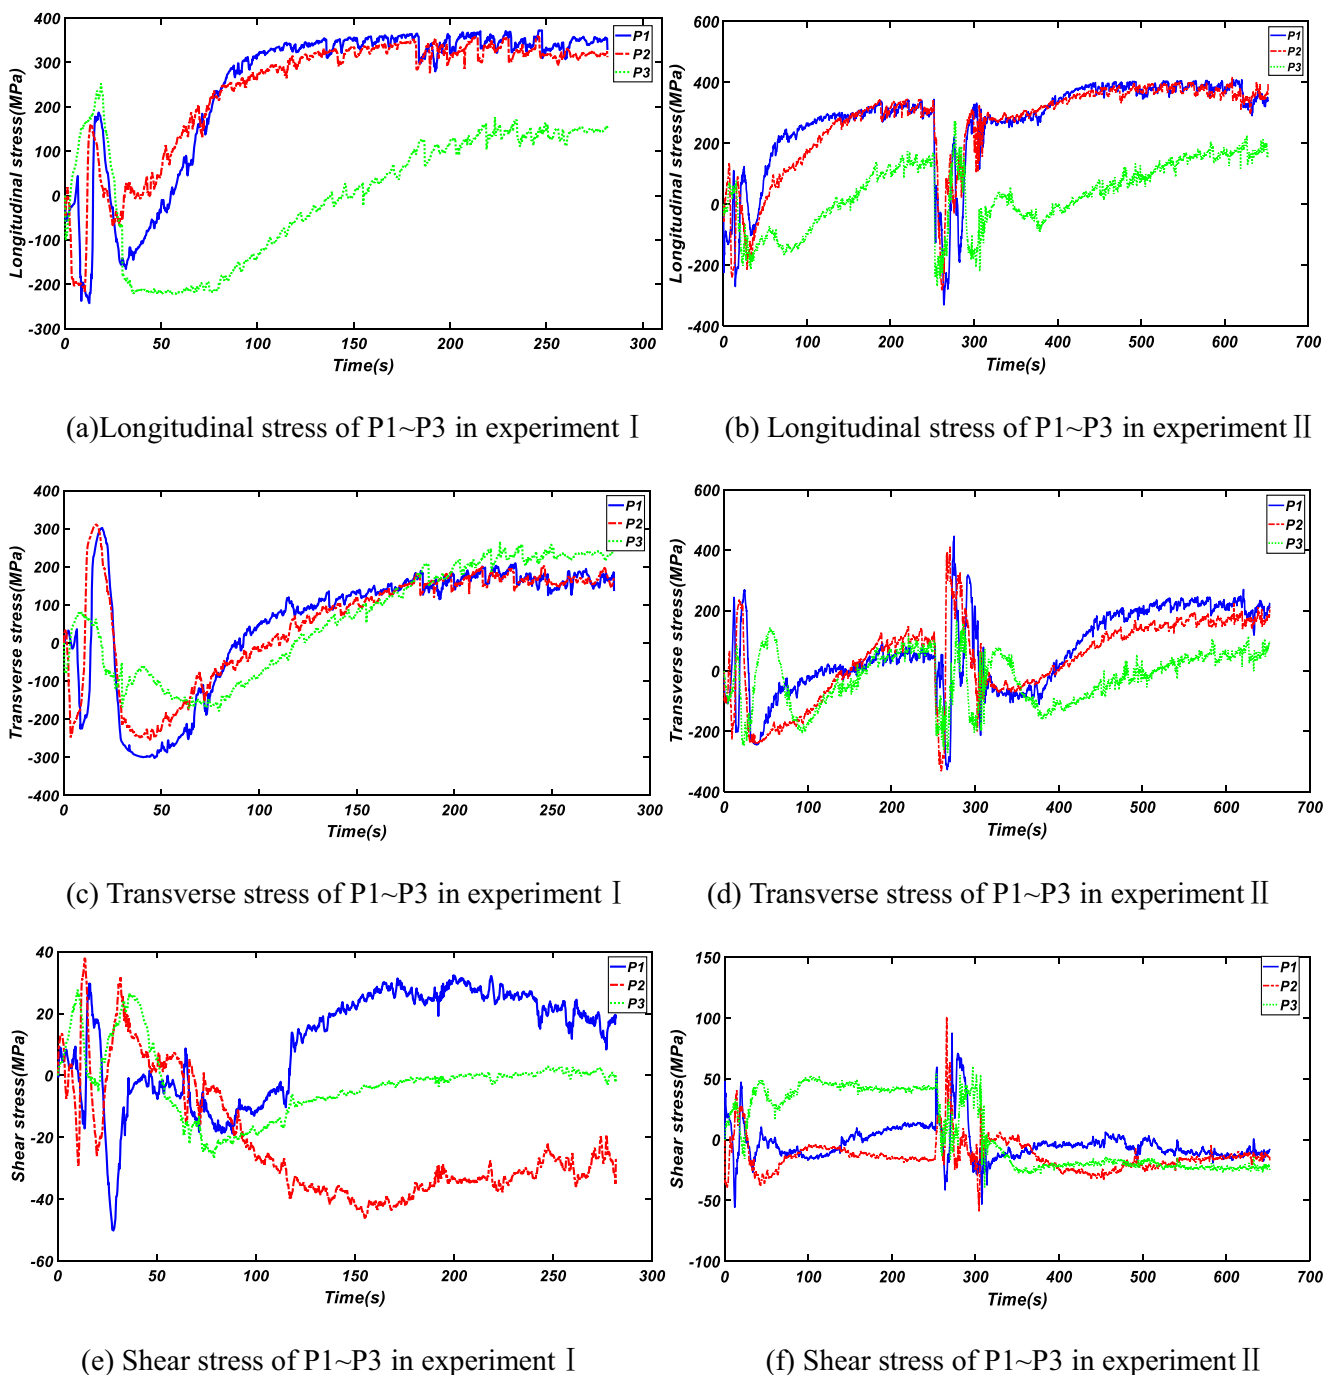 400
300
200
100
0
-100
-200
-300
Longitudinal stress(MPa)
P1
P2
P3
0 50 100 150 200 250 300
Time(s)
600
400
200
0
-200
-400
Longitudinal stress(MPa)
P1
P2
P3
0 100 200 300 400 500 600 700
Time(s)
(a)Longitudinal stress of P1~P3 in experiment Ⅰ
(b) Longitudinal stress of P1~P3 in experiment Ⅱ
400
300
200
100
0
-100
-200
-300
-400
Transverse stress(MPa)
P1
P2
P3
0 50 100 150 200 250 300
Time(s)
600
400
200
0
-200
-400
Transverse stress(MPa)
P1
P2
P3
0 100 200 300 400 500 600 700
Time(s)
(c) Transverse stress of P1~P3 in experiment Ⅰ
(d) Transverse stress of P1~P3 in experiment Ⅱ
40
20
0
-20
-40
-60
Shear stress(MPa)
P1
P2
P3
0 50 100 150 200 250 300
Time(s)
150
100
50
0
-50
-100
Shear stress(MPa)
P1
P2
P3
0 100 200 300 400 500 600 700
Time(s)
(e) Shear stress of P1~P3 in experiment Ⅰ
(f) Shear stress of P1~P3 in experiment Ⅱ